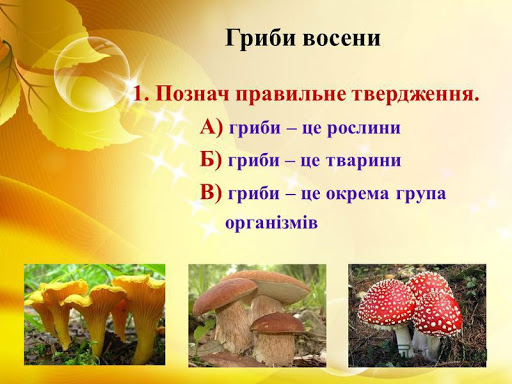 Гриби восени
1. Познач правильне твердження.
А) гриби – це рослини
Б) гриби – це тварини
В) гриби – це окрема група
організмів